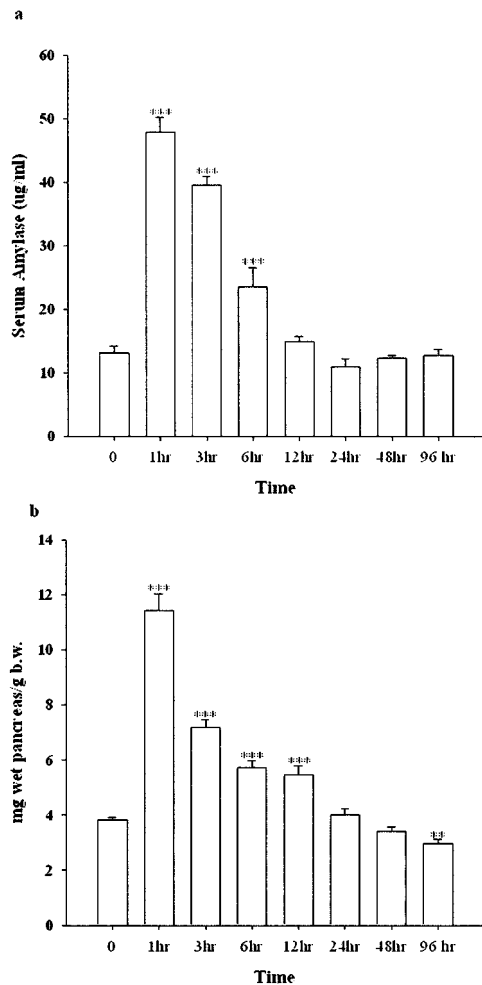 a
60
50
40
30
20
10
0
Serum Amylase (ug/ml)
***
***
***
0 1hr 3hr 6hr 12hr 24hr 48hr 96 hr
Time
b
14
12
10
8
6
4
2
0
mg wet pancreas/g b.w.
***
***
***
***
**
0 1hr 3hr 6hr 12hr 24hr 48hr 96 hr
Time